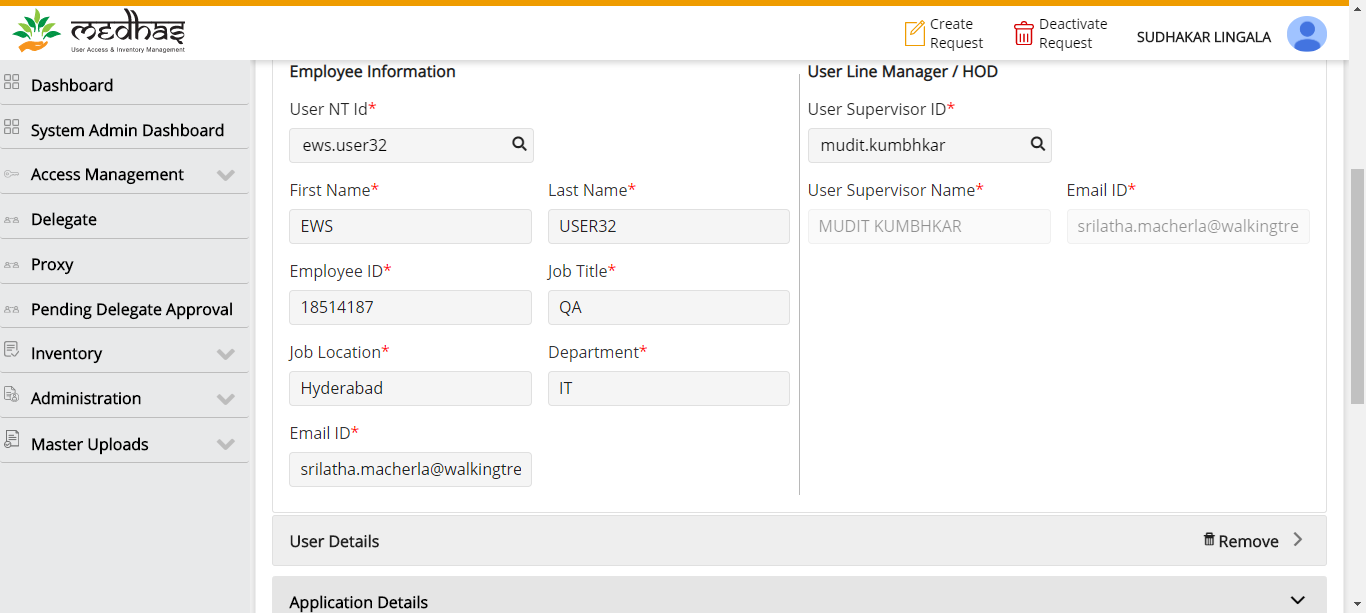 medhas
User Access & Inventory Management
Create
Request
Deactivate
Request
SUDHAKAR LINGALA
Dashboard
System Admin Dashboard
Access Management
Delegate
Proxy
Pending Delegate Approval
Inventory
Administration
Master Uploads
Employee Information
User NT Id*
ews.user32
First Name*
Last Name*
EWS
USER32
Employee ID*
Job Title*
18514187
QA
Job Location*
Department*
Hyderabad
IT
Email ID*
srilatha.macherla@walkingtre
User Line Manager / HOD
User Supervisor ID*
mudit.kumbhkar
User Supervisor Name*
Email ID*
MUDIT KUMBHKAR
srilatha.macherla@walkingtre
User Details
Remove
Application Details